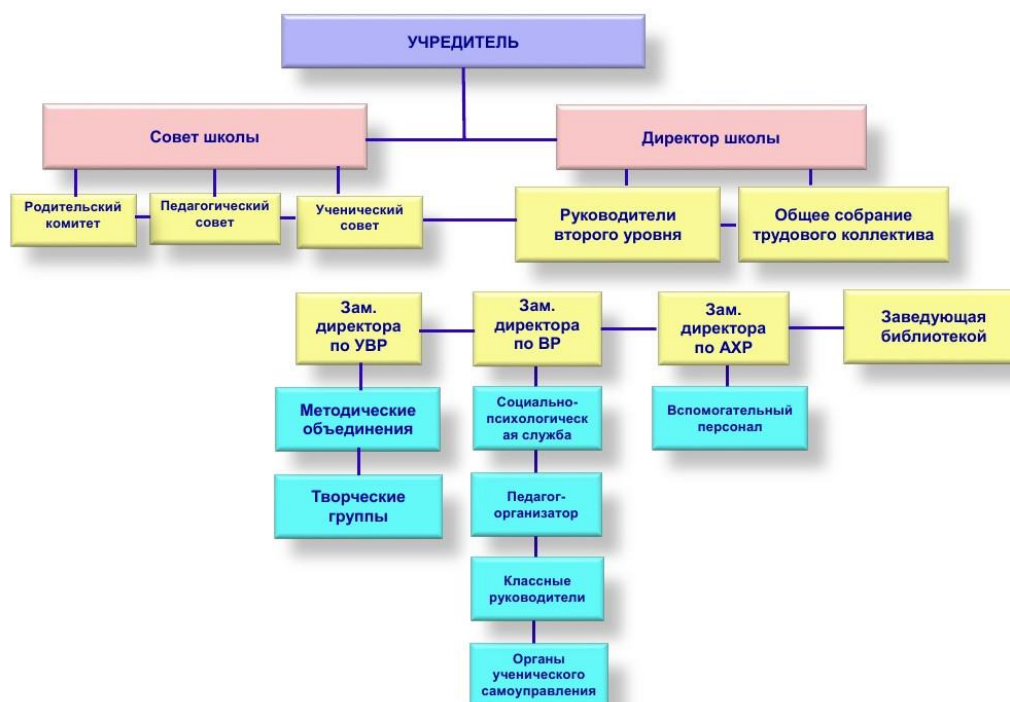 УЧРЕДИТЕЛЬ
Совет школы
Директор школы
Родительский
комитет
Педагогический
совет
Ученический
совет
Руководители
второго уровня
Общее собрание
трудового коллектива
Зам.
директора
по УВР
Зам.
директора
по ВР
Зам.
директора
по АХР
Заведующая
библиотекой
Методические
объединения
Социально-
психологическ
ая служба
Вспомогательный
персонал
Творческие
группы
Педагог-
организатор
Классные
руководители
Органы
ученического
самоуправления